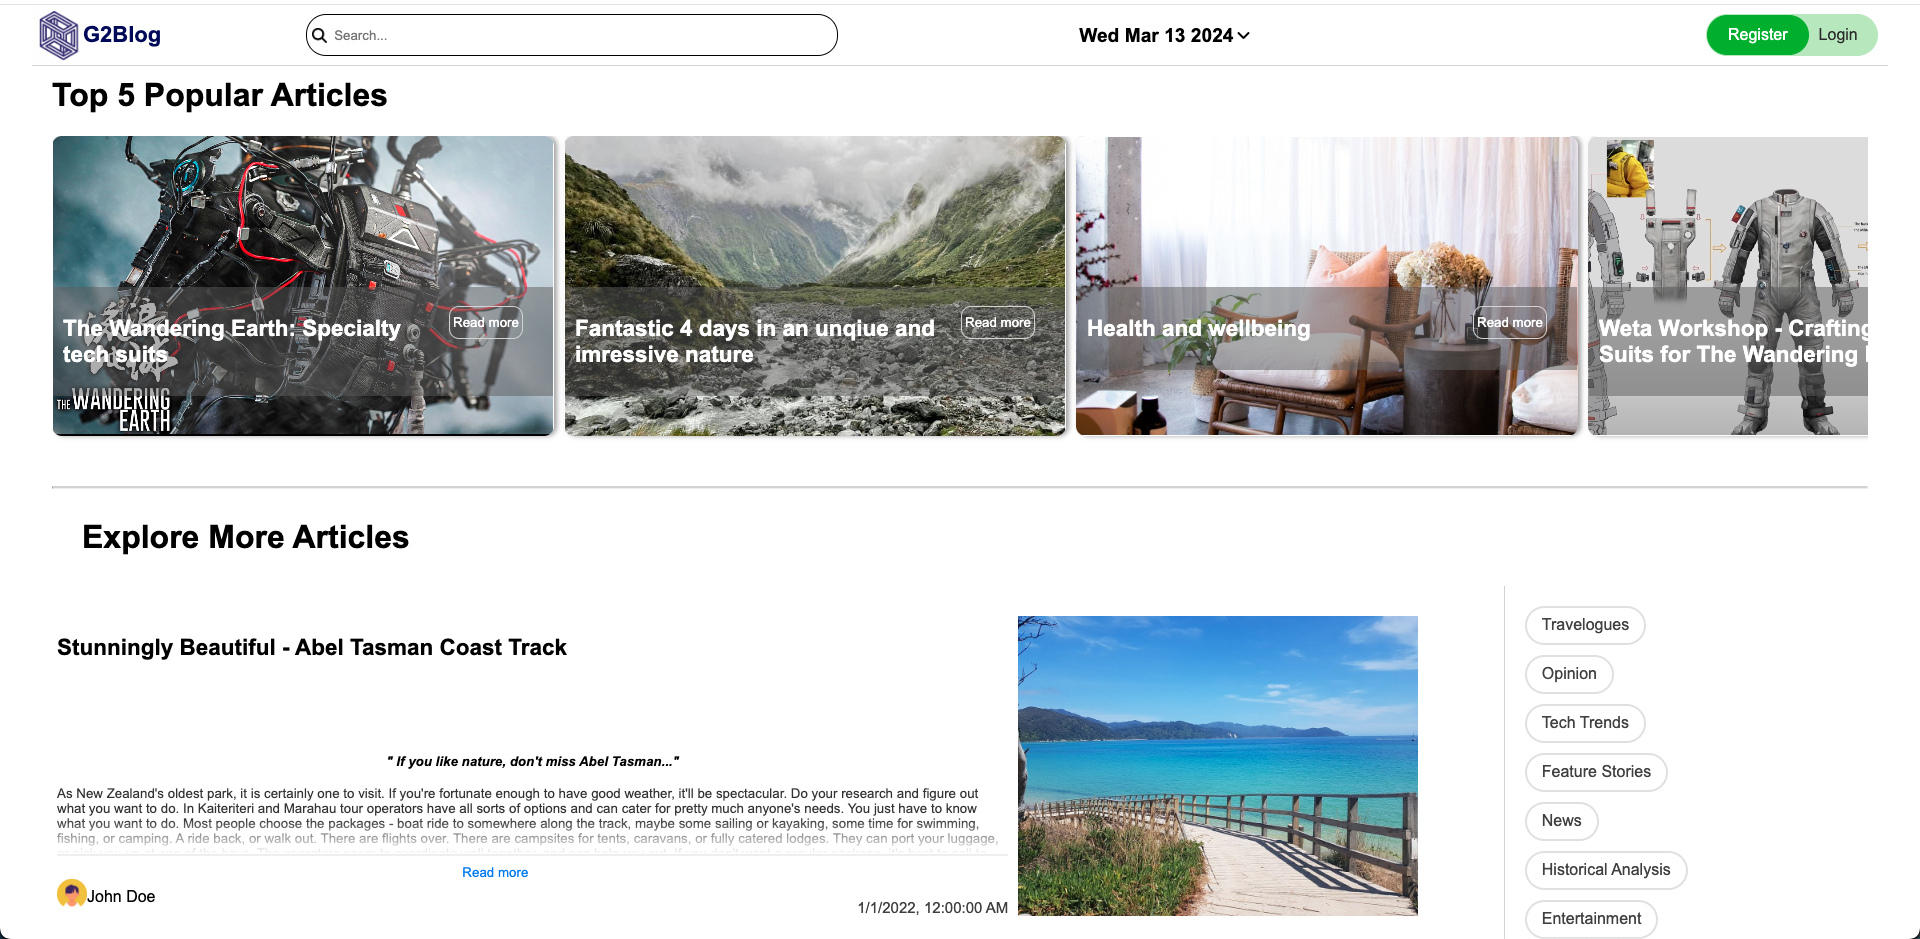 G2Blog
Search...
Wed Mar 13 2024
Register
Login
Top 5 Popular Articles
The Wandering Earth: Specialty
tech suits
Read more
THE WANDERING
EARTH
Fantastic 4 days in an unqiue and
imressive nature
Read more
Health and wellbeing
Read more
Weta Workshop - Crafting
Suits for The Wandering
Explore More Articles
Stunningly Beautiful - Abel Tasman Coast Track
" If you like nature, don't miss Abel Tasman..."
As New Zealand's oldest park, it is certainly one to visit. If you're fortunate enough to have good weather, it'll be spectacular. Do your research and figure out
what you want to do. In Kaiteriteri and Marahau tour operators have all sorts of options and can cater for pretty much anyone's needs. You just have to know
what you want to do. Most people choose the packages - boat ride to somewhere along the track, maybe some sailing or kayaking, some time for swimming,
fishing, or camping. A ride back, or walk out. There are flights over. There are campsites for tents, caravans, or fully catered lodges. They can port your luggage,
Read more
John Doe
1/1/2022, 12:00:00 AM
Travelogues
Opinion
Tech Trends
Feature Stories
News
Historical Analysis
Entertainment